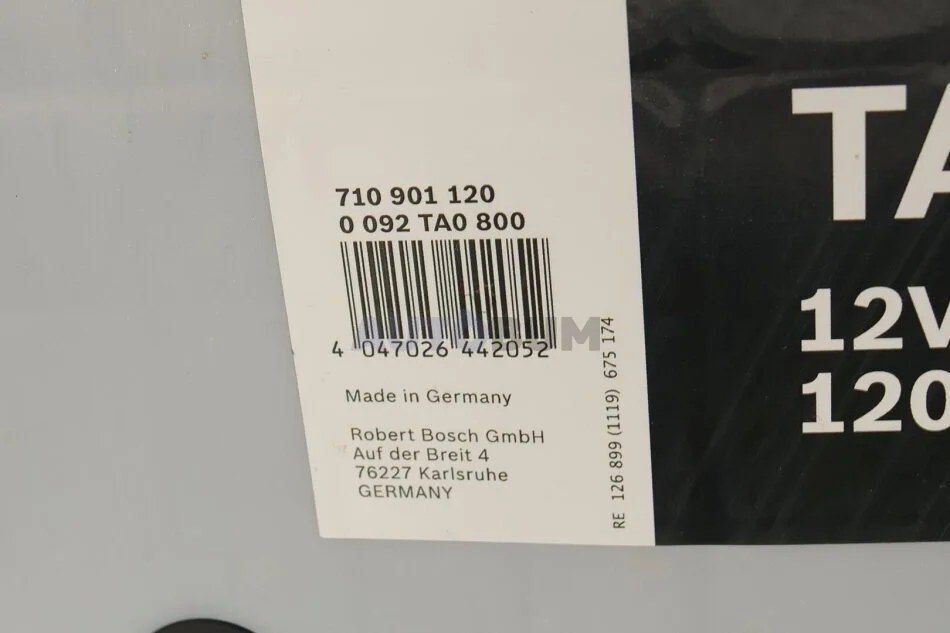 710 901 120
0 092 TA0 800
4 047026 442052
Made in Germany
Robert Bosch GmbH
Auf der Breit 4
76227 Karlsruhe
GERMANY
RE 126 899 (1119) 675 174
TA
12V
120